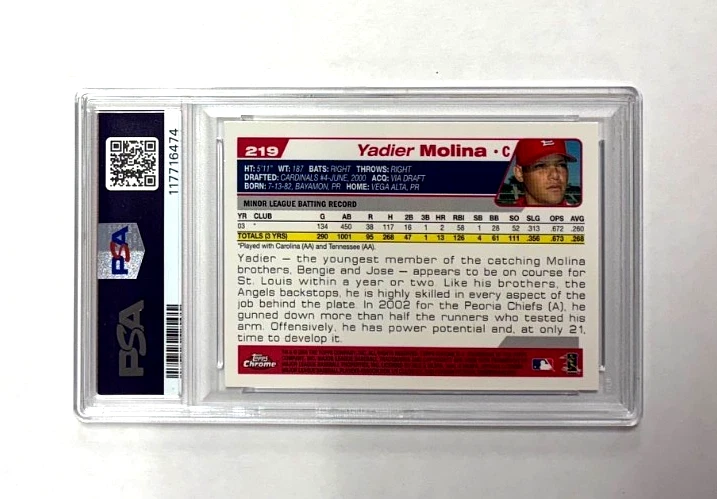 PSA
PSA
117716474
219
Yadier Molina · C
HT: 5'11" WT: 187 BATS: RIGHT THROWS: RIGHT
DRAFTED: CARDINALS #4-JUNE, 2000 ACQ: VIA DRAFT
BORN: 7-13-82, BAYAMON, PR HOME: VEGA ALTA, PR
MINOR LEAGUE BATTING RECORD
YR CLUB G AB R H 2B 3B HR RBI SB BB SO SLG OPS AVG
03 * 134 450 38 117 16 1 2 58 1 28 52 .313 .672 .260
TOTALS (3 YRS) 290 1001 95 268 47 1 13 126 4 61 111 .356 .673 .268
*Played with Carolina (AA) and Tennessee (AA).
Yadier – the youngest member of the catching Molina
brothers, Bengie and Jose – appears to be on course for
St. Louis within a year or two. Like his brothers, the
Angels backstops, he is highly skilled in every aspect of the
job behind the plate. In 2002 for the Peoria Chiefs (A), he
gunned down more than half the runners who tested his
arm. Offensively, he has power potential and, at only 21,
time to develop it.
Topps
Chrome